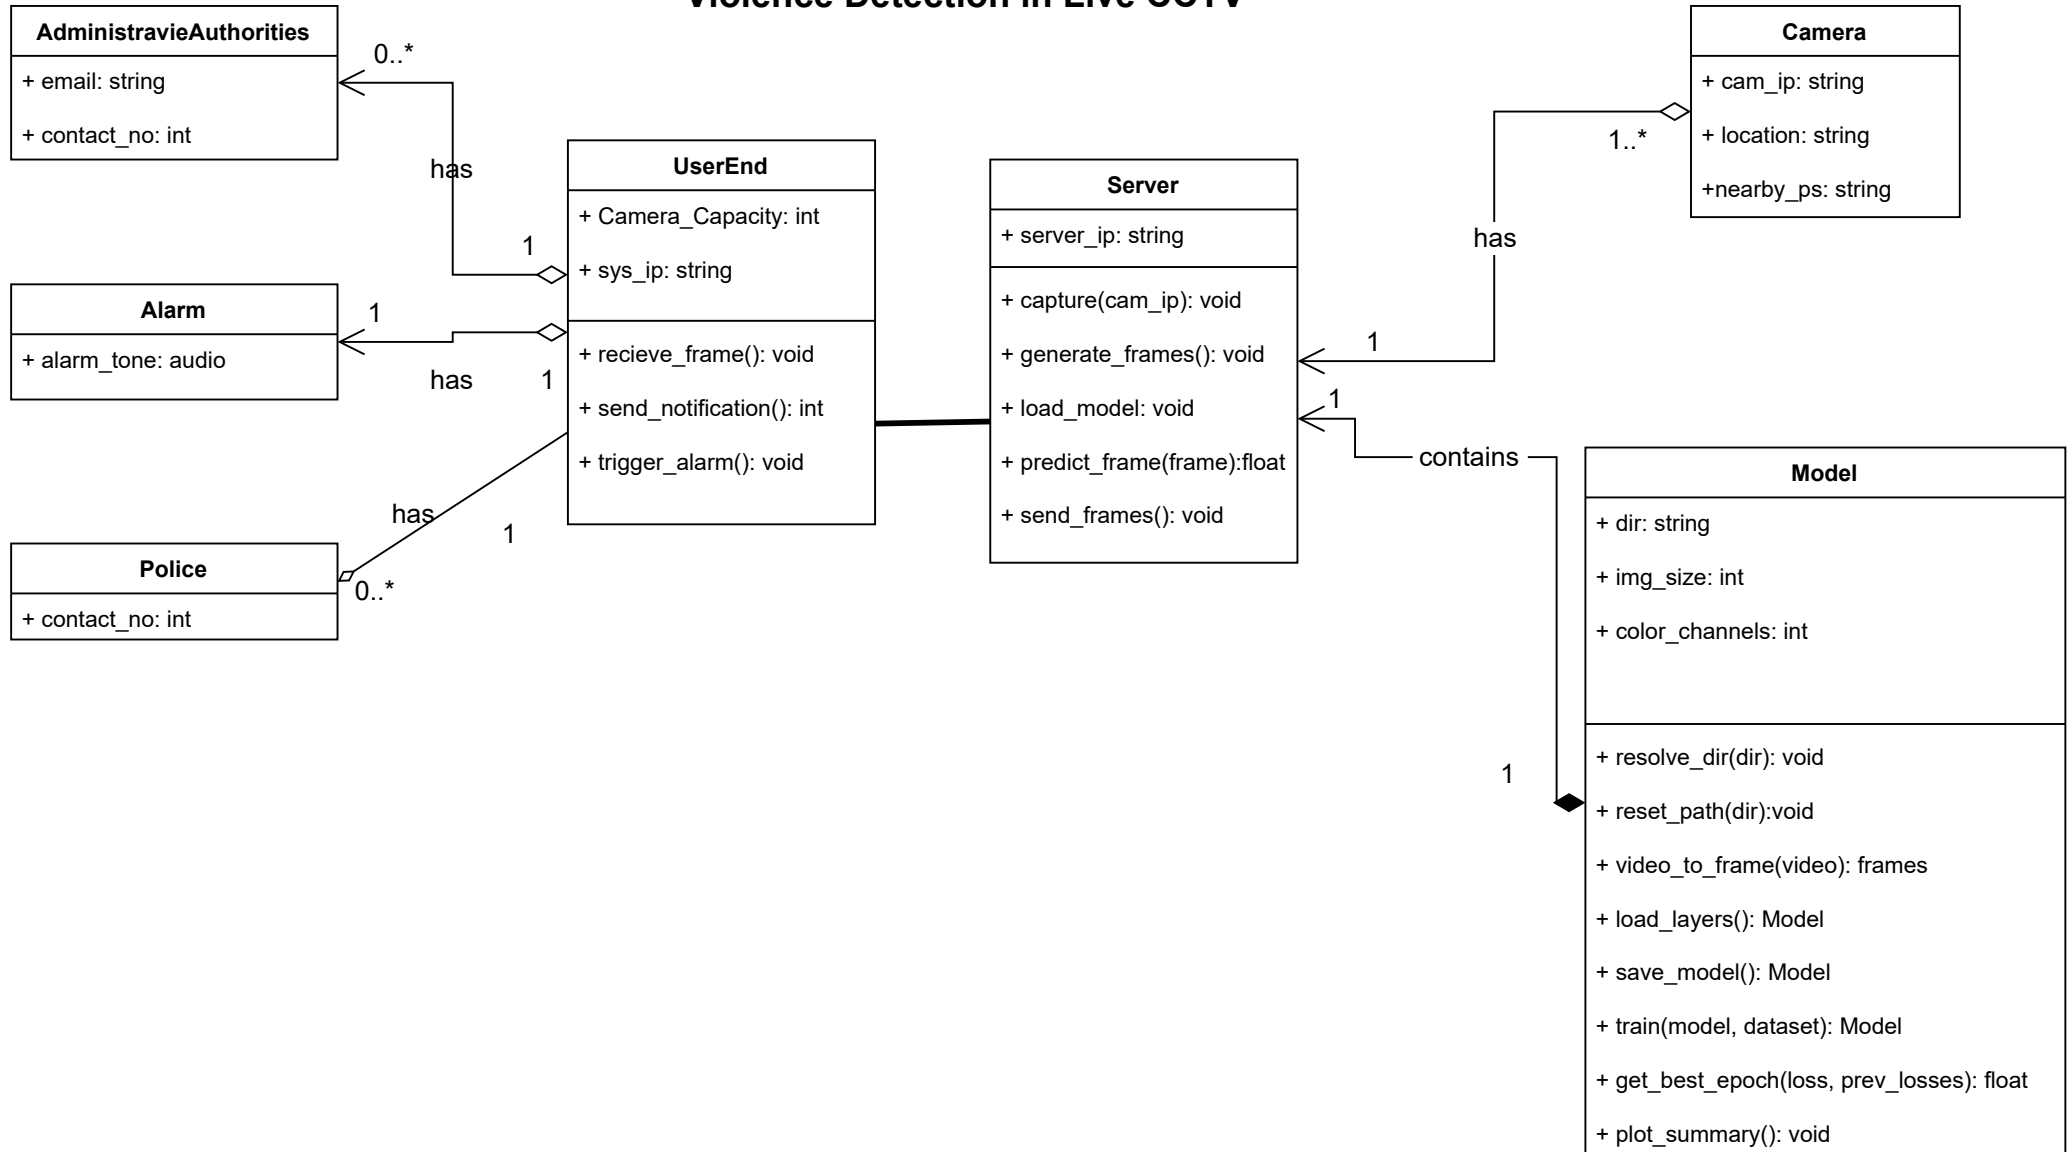 Violence Detection in Live CCTV
AdministravieAuthorities
+ email: string
+ contact_no: int
0..*
has
1
Alarm
+ alarm_tone: audio
1
has
1
Police
+ contact_no: int
has
1
0..*
UserEnd
+ Camera_Capacity: int
+ sys_ip: string
+ recieve_frame(): void
+ send_notification(): int
+ trigger_alarm(): void
Server
+ server_ip: string
+ capture(cam_ip): void
+ generate_frames(): void
+ load_model: void
+ predict_frame(frame):float
+ send_frames(): void
Camera
+ cam_ip: string
+ location: string
+nearby_ps: string
1..*
has
1
1
contains
1
Model
+ dir: string
+ img_size: int
+ color_channels: int
+ resolve_dir(dir): void
+ reset_path(dir):void
+ video_to_frame(video): frames
+ load_layers(): Model
+ save_model(): Model
+ train(model, dataset): Model
+ get_best_epoch(loss, prev_losses): float
+ plot_summary(): void